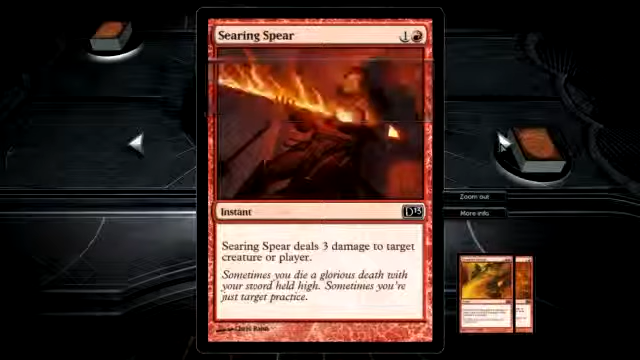 Searing Spear 1
Instant
D13
Searing Spear deals 3 damage to target
creature or player.
Sometimes you die a glorious death with
your sword held high. Sometimes you're
just target practice.
Chris Rahn
Zoom out
More info